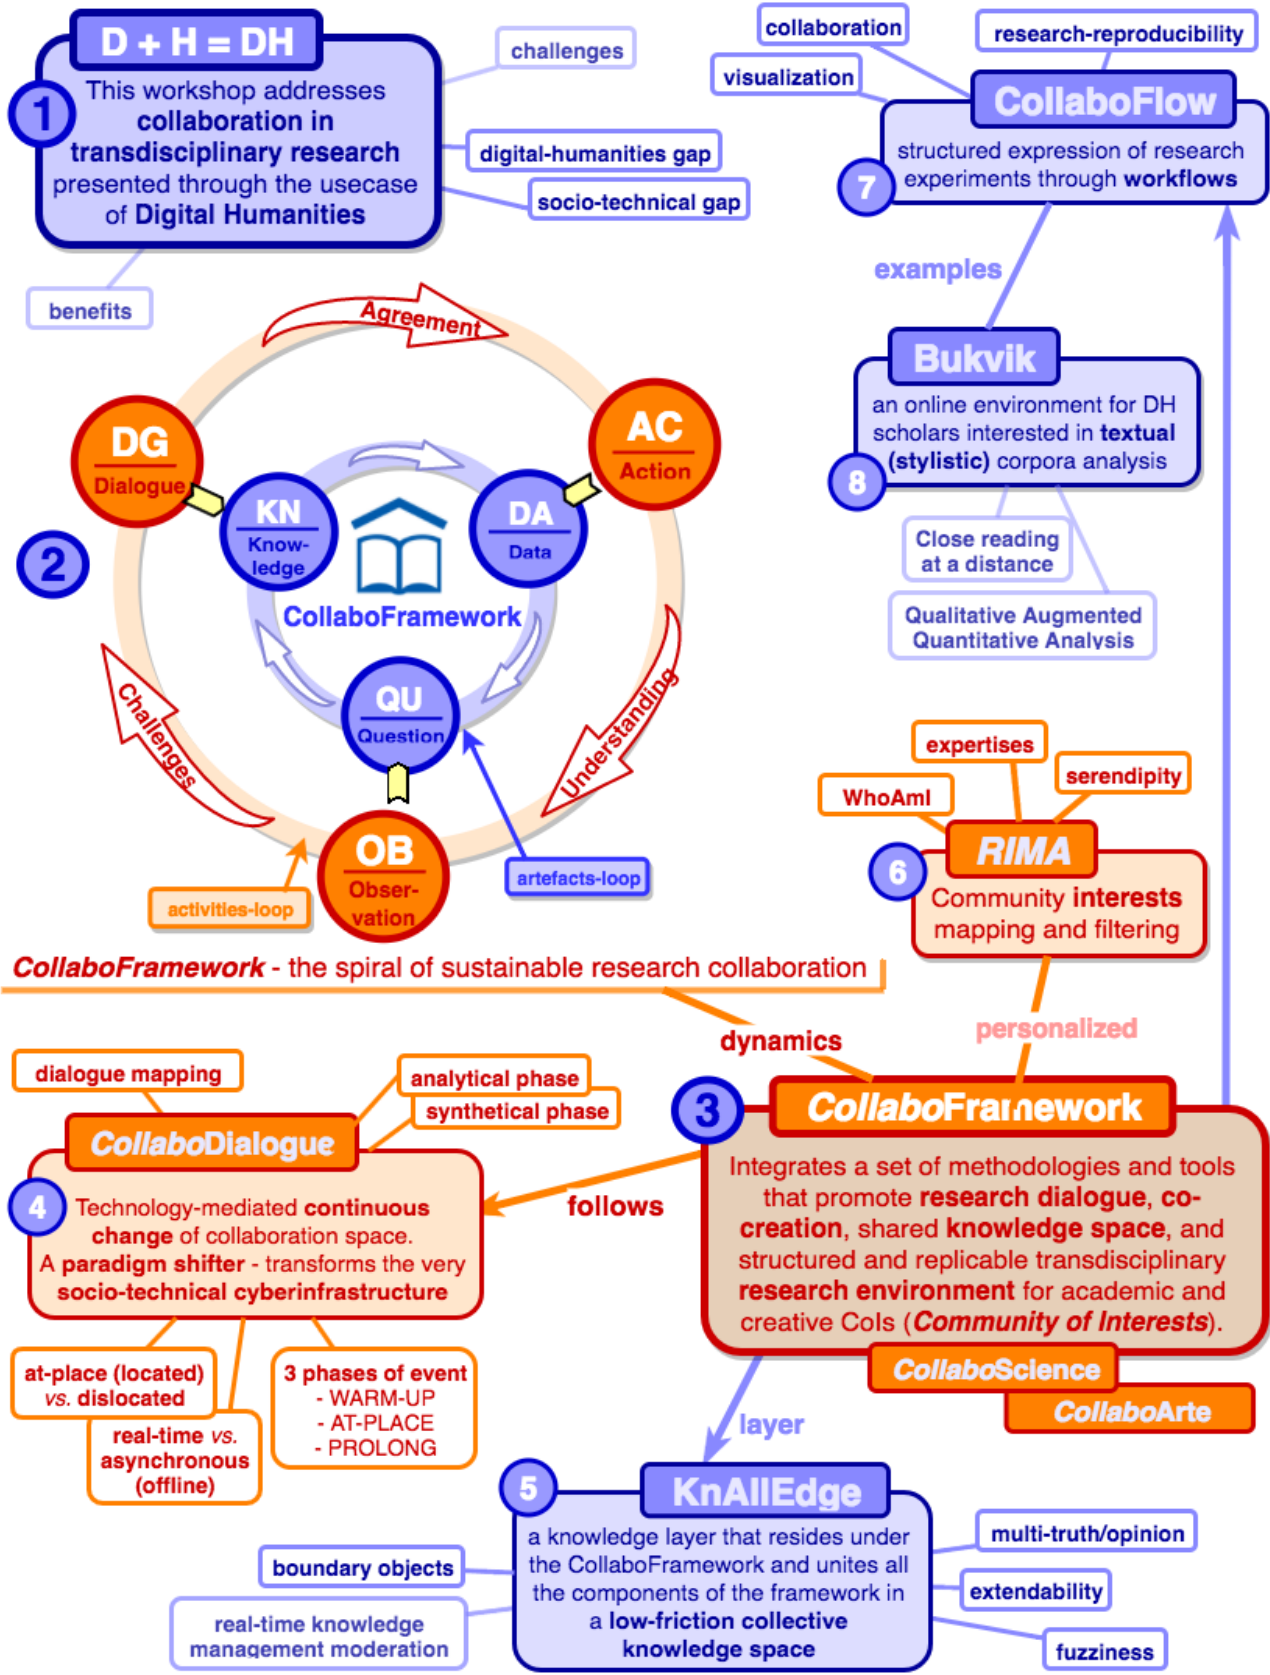 D + H = DH
1
This workshop addresses
collaboration in
transdisciplinary research
presented through the usecase
of Digital Humanities
challenges
digital-humanities gap
socio-technical gap
benefits
collaboration
research-reproducibility
visualization
CollaboFlow
7
structured expression of research
experiments through workflows
examples
Bukvik
8
an online environment for DH
scholars interested in textual
(stylistic) corpora analysis
Close reading
at a distance
Qualitative Augmented
Quantitative Analysis
2
Agreement
DG
Dialogue
AC
Action
KN
Know-
ledge
DA
Data
CollaboFramework
QU
Question
Challenges
Understanding
OB
Obser-
vation
activities-loop
artefacts-loop
CollaboFramework - the spiral of sustainable research collaboration
expertises
serendipity
WhoAmI
RIMA
6
Community interests
mapping and filtering
personalized
dynamics
3
CollaboFramework
Integrates a set of methodologies and tools
that promote research dialogue, co-
creation, shared knowledge space, and
structured and replicable transdisciplinary
research environment for academic and
creative CoIs (Community of Interests).
CollaboScience
CollaboArte
follows
dialogue mapping
analytical phase
synthetical phase
CollaboDialogue
4
Technology-mediated continuous
change of collaboration space.
A paradigm shifter - transforms the very
socio-technical cyberinfrastructure
at-place (located)
vs. dislocated
real-time vs.
asynchronous
(offline)
3 phases of event
- WARM-UP
- AT-PLACE
- PROLONG
layer
5
KnAllEdge
a knowledge layer that resides under
the CollaboFramework and unites all
the components of the framework in
a low-friction collective
knowledge space
boundary objects
real-time knowledge
management moderation
multi-truth/opinion
extendability
fuzziness